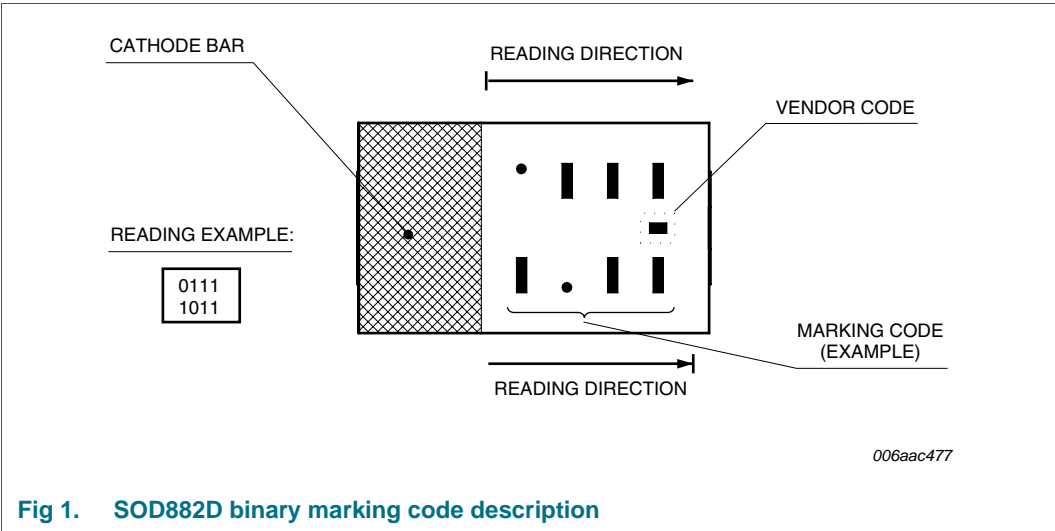 CATHODE BAR
READING DIRECTION
VENDOR CODE
READING EXAMPLE:
0111
1011
MARKING CODE
(EXAMPLE)
READING DIRECTION
006aac477
Fig 1. SOD882D binary marking code description